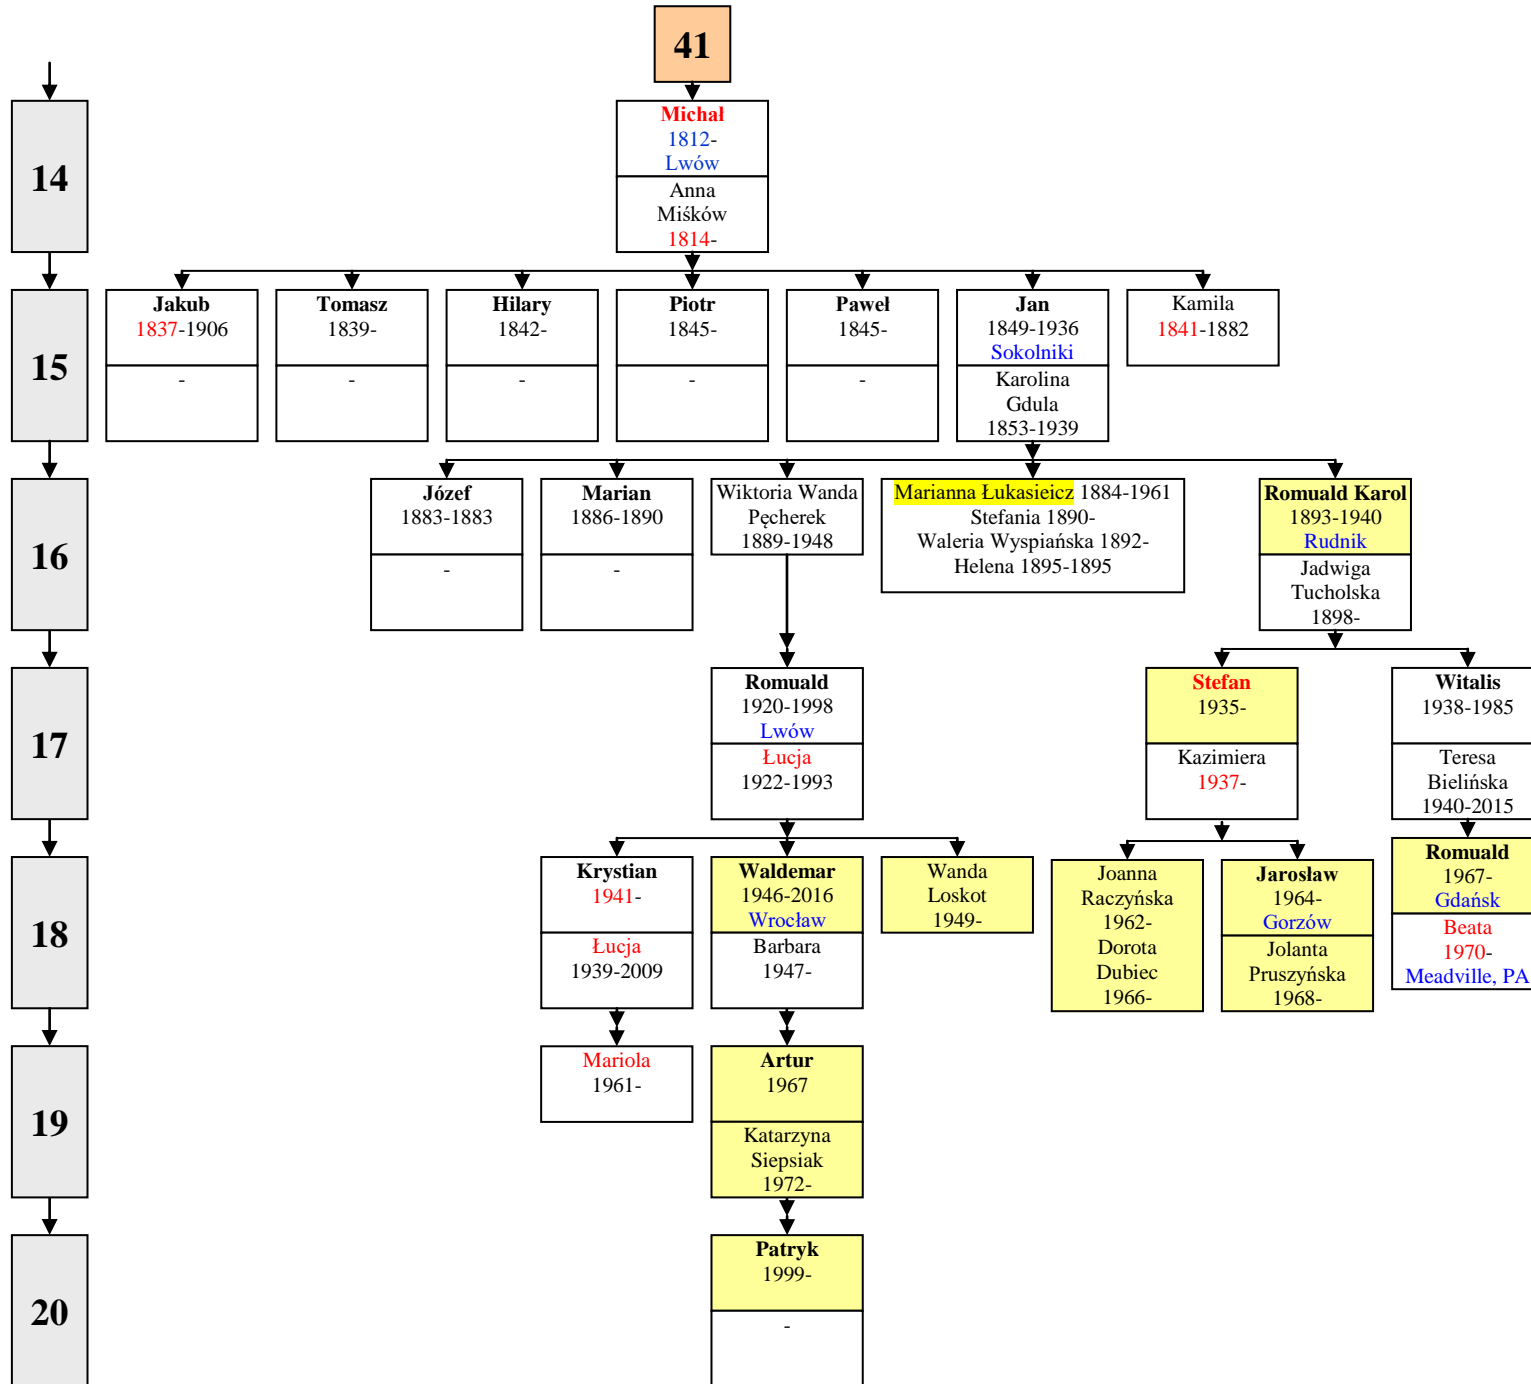 41
14
Michał
1812-
Lwów
Anna
Miśków
1814-
15
Jakub
1837-1906
-
Tomasz
1839-
-
Hilary
1842-
-
Piotr
1845-
-
Paweł
1845-
-
Jan
1849-1936
Sokolniki
Karolina
Gdula
1853-1939
Kamila
1841-1882
16
Józef
1883-1883
-
Marian
1886-1890
-
Wiktoria Wanda
Pęcherek
1889-1948
Marianna Łukasieicz 1884-1961
Stefania 1890-
Waleria Wyspiańska 1892-
Helena 1895-1895
Romuald Karol
1893-1940
Rudnik
Jadwiga
Tucholska
1898-
17
Romuald
1920-1998
Lwów
Łucja
1922-1993
Stefan
1935-
Kazimiera
1937-
Witalis
1938-1985
Teresa
Bielińska
1940-2015
18
Krystian
1941-
Łucja
1939-2009
Waldemar
1946-2016
Wrocław
Barbara
1947-
Wanda
Loskot
1949-
Joanna
Raczyńska
1962-
Dorota
Dubiec
1966-
Jarosław
1964-
Gorzów
Jolanta
Pruszyńska
1968-
Romuald
1967-
Gdańsk
Beata
1970-
Meadville, PA
19
Mariola
1961-
Artur
1967
Katarzyna
Siepsiak
1972-
20
Patryk
1999-
-